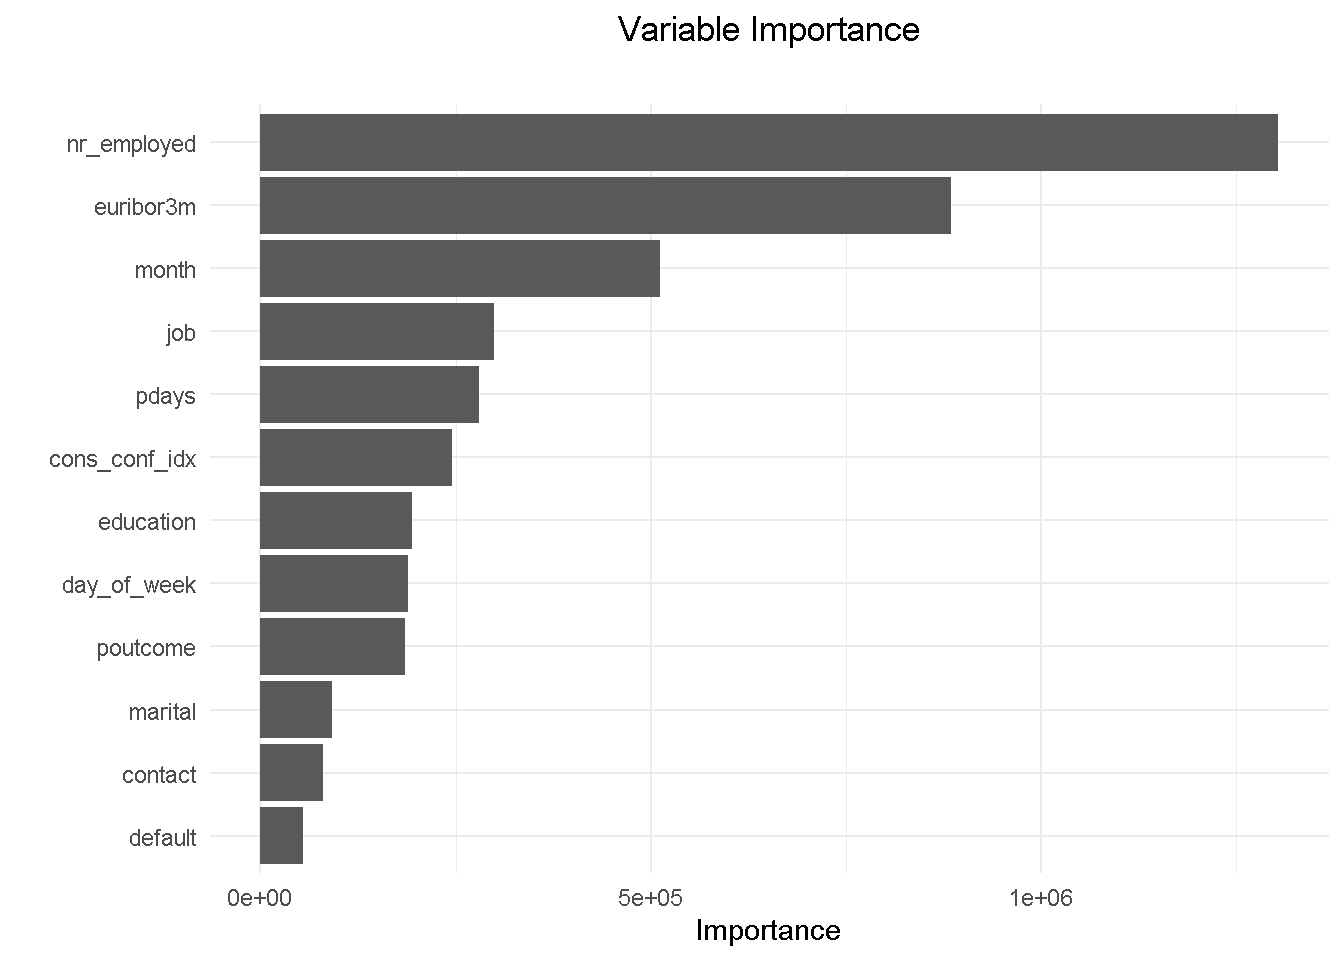 Variable Importance
nr_employed
euribor3m
month
job
pdays
cons_conf_idx
education
day_of_week
poutcome
marital
contact
default
0e+00 5e+05 1e+06
Importance